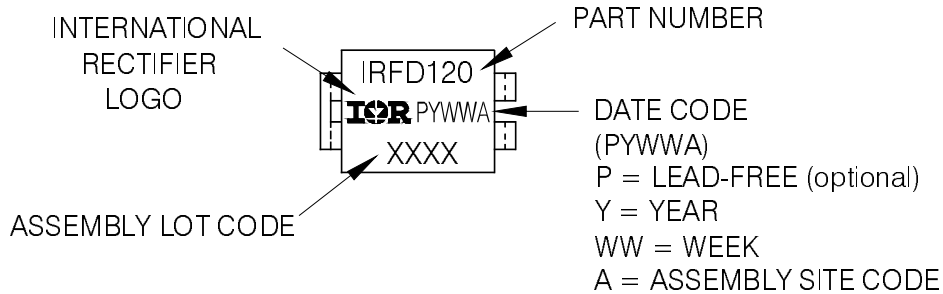 INTERNATIONAL
RECTIFIER
LOGO
PART NUMBER
IRFD120
IOR PYWWA
XXXX
ASSEMBLY LOT CODE
DATE CODE
(PYWWA)
P = LEAD-FREE (optional)
Y = YEAR
WW = WEEK
A = ASSEMBLY SITE CODE